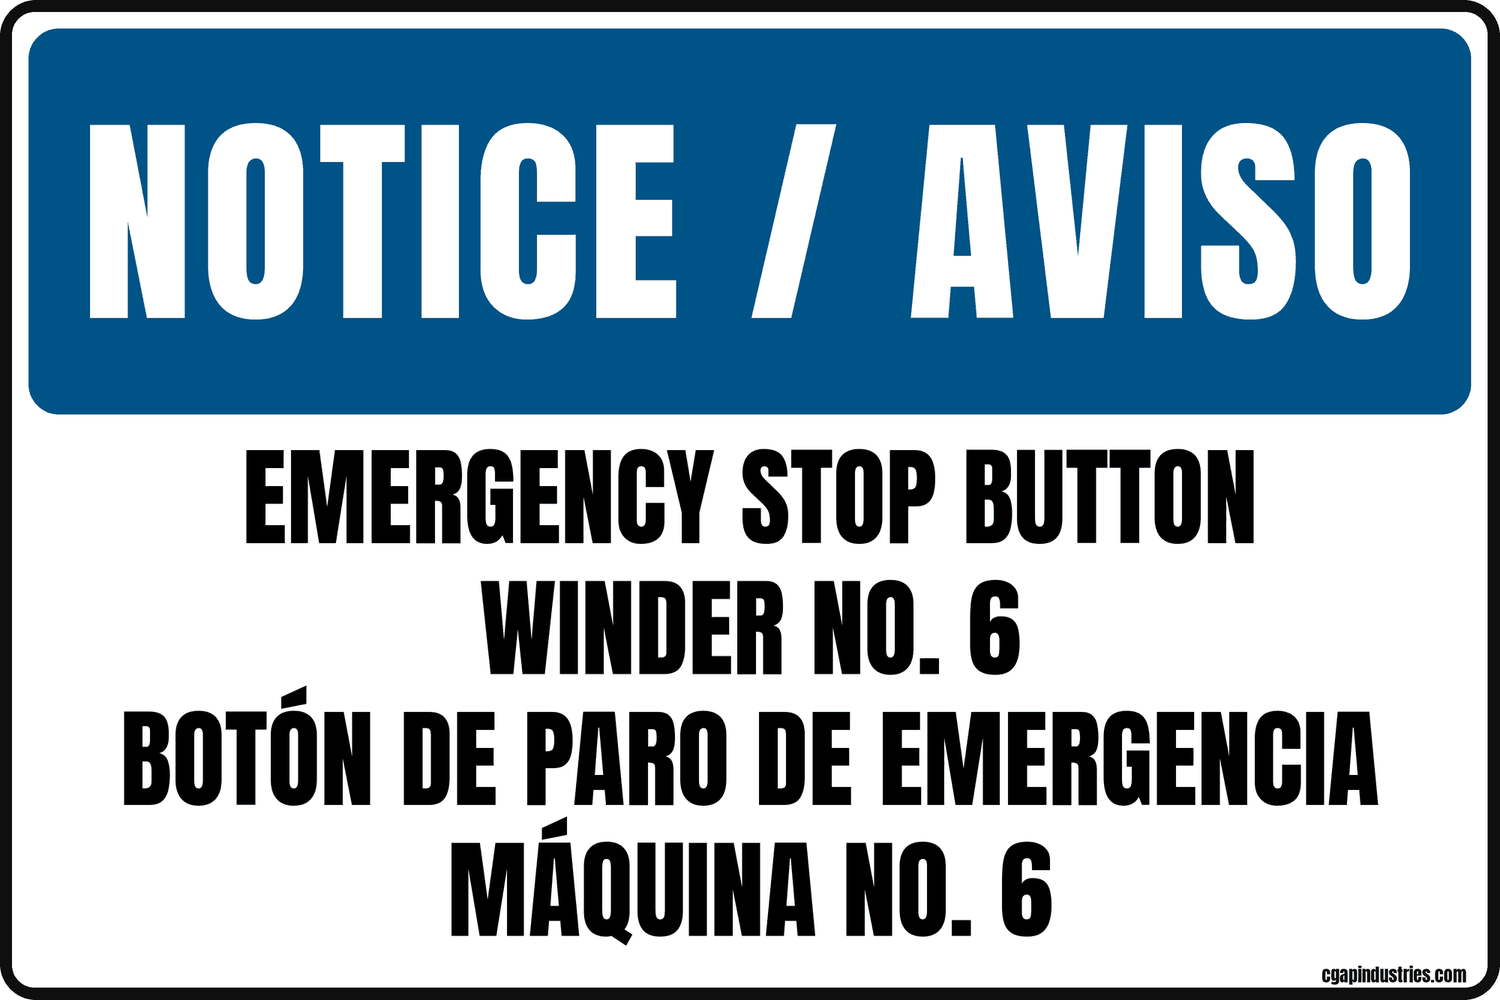 NOTICE / AVISO
EMERGENCY STOP BUTTON
WINDER NO. 6
BOTÓN DE PARO DE EMERGENCIA
MÁQUINA NO. 6
cgapindustries.com